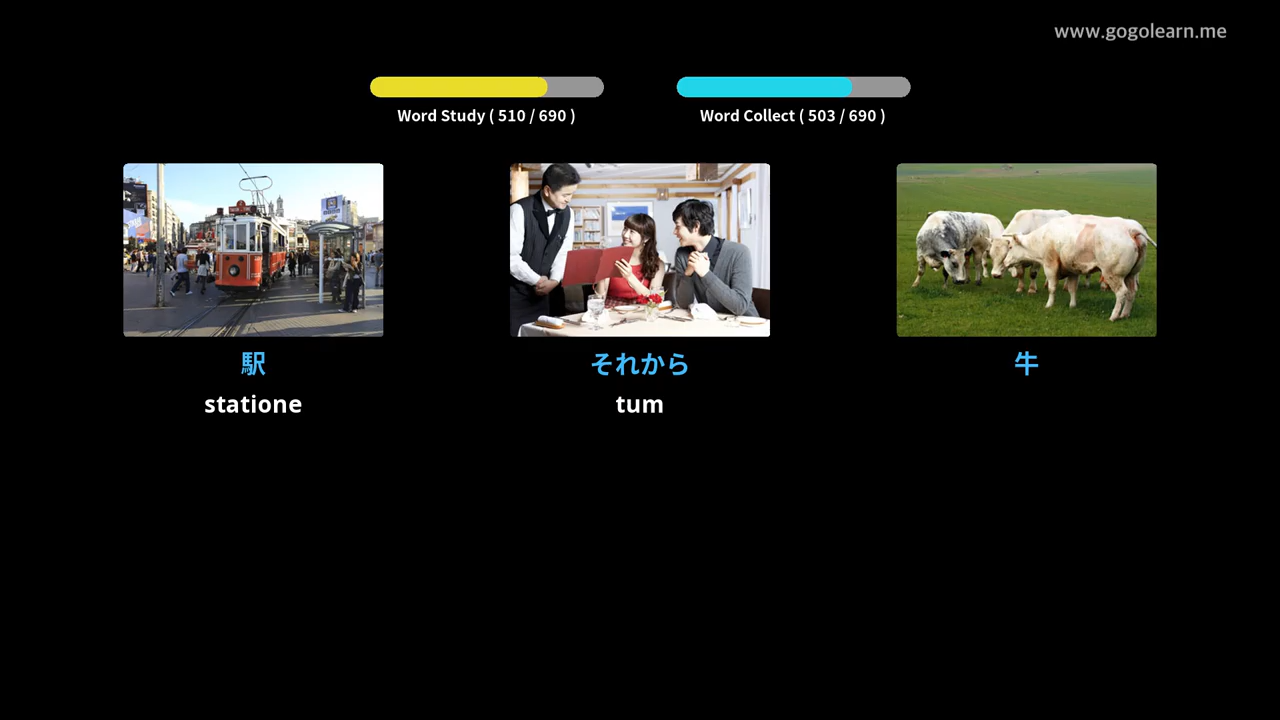 www.gogolearn.me
Word Study ( 510 / 690 )
Word Collect ( 503 / 690 )
駅
それから
牛
statione
tum